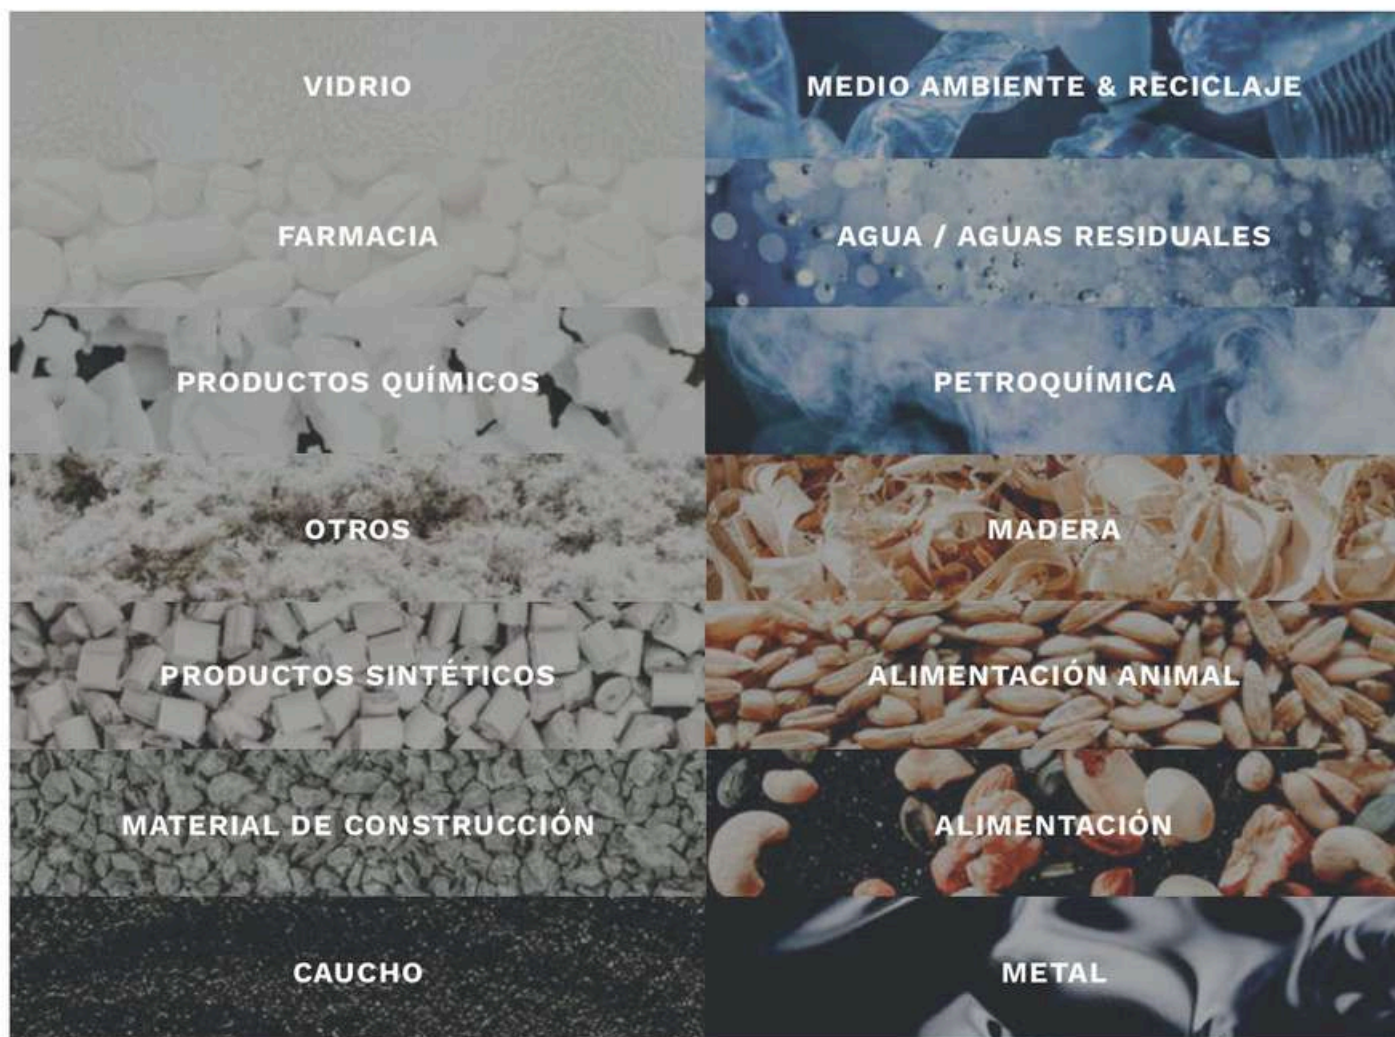 VIDRIO
MEDIO AMBIENTE & RECICLAJE
FARMACIA
AGUA / AGUAS RESIDUALES
PRODUCTOS QUÍMICOS
PETROQUÍMICA
OTROS
MADERA
PRODUCTOS SINTÉTICOS
ALIMENTACIÓN ANIMAL
MATERIAL DE CONSTRUCCIÓN
ALIMENTACIÓN
CAUCHO
METAL